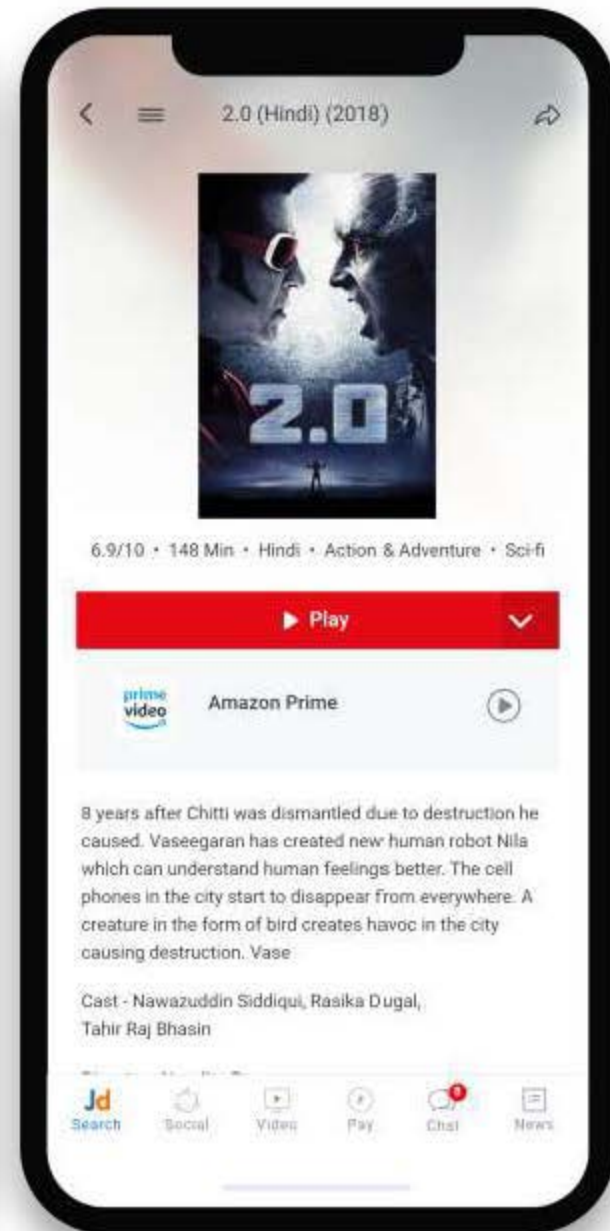 2.0 (Hindi) (2018)
2.0
6.9/10 • 148 Min • Hindi • Action & Adventure • Sci-fi
Play
prime
video
Amazon Prime
8 years after Chitti was dismantled due to destruction he
caused. Vaseegaran has created new human robot Nila
which can understand human feelings better. The cell
phones in the city start to disappear from everywhere. A
creature in the form of bird creates havoc in the city
causing destruction. Vase
Cast - Nawazuddin Siddiqui, Rasika Dugal,
Tahir Raj Bhasin
Jd
Search
Social
Video
Pay
Chat
News